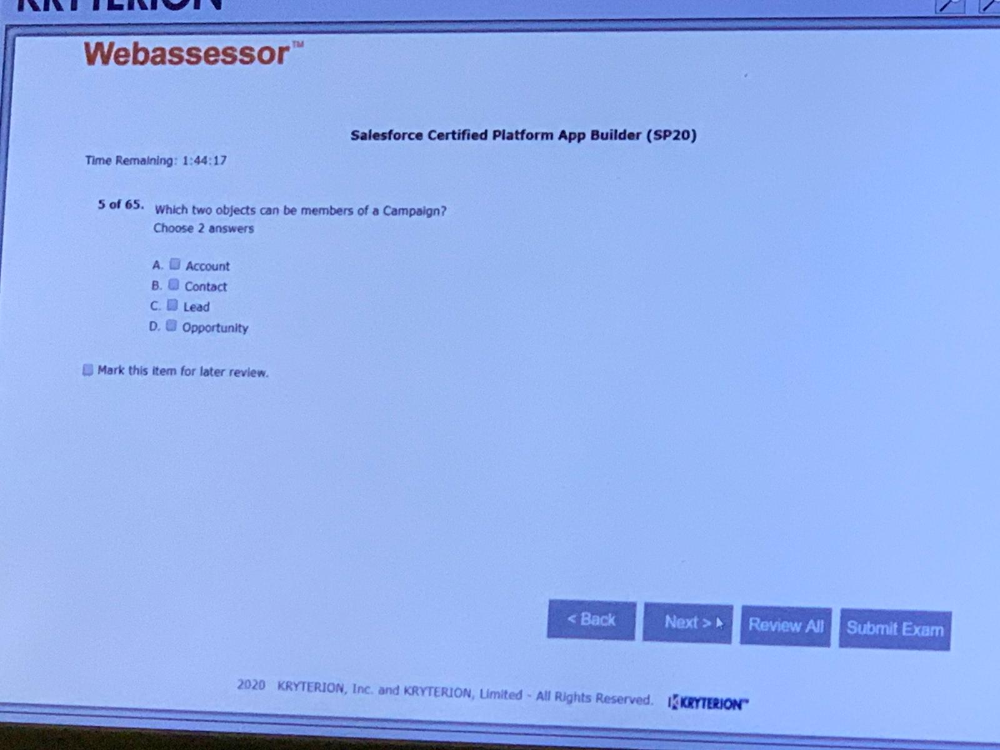 KRYTERION
Webassessor™
Salesforce Certified Platform App Builder (SP20)
Time Remaining: 1:44:17
5 of 65. Which two objects can be members of a Campaign?
Choose 2 answers
A. Account
B. Contact
C. Lead
D. Opportunity
Mark this item for later review.
< Back Next > Review All Submit Exam
2020 KRYTERION, Inc. and KRYTERION, Limited - All Rights Reserved. KRYTERION™